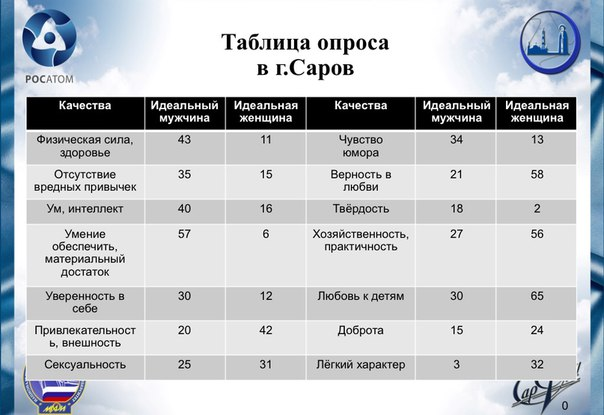 РОСАТОМ
Таблица опроса
в г.Саров
Качества Идеальный мужчина Идеальная женщина Качества Идеальный мужчина Идеальная женщина
Физическая сила, здоровье 43 11 Чувство юмора 34 13
Отсутствие вредных привычек 35 15 Верность в любви 21 58
Ум, интеллект 40 16 Твёрдость 18 2
Умение обеспечить, материальный достаток 57 6 Хозяйственность, практичность 27 56
Уверенность в себе 30 12 Любовь к детям 30 65
Привлекательност ь, внешность 20 42 Доброта 15 24
Сексуальность 25 31 Лёгкий характер 3 32
0